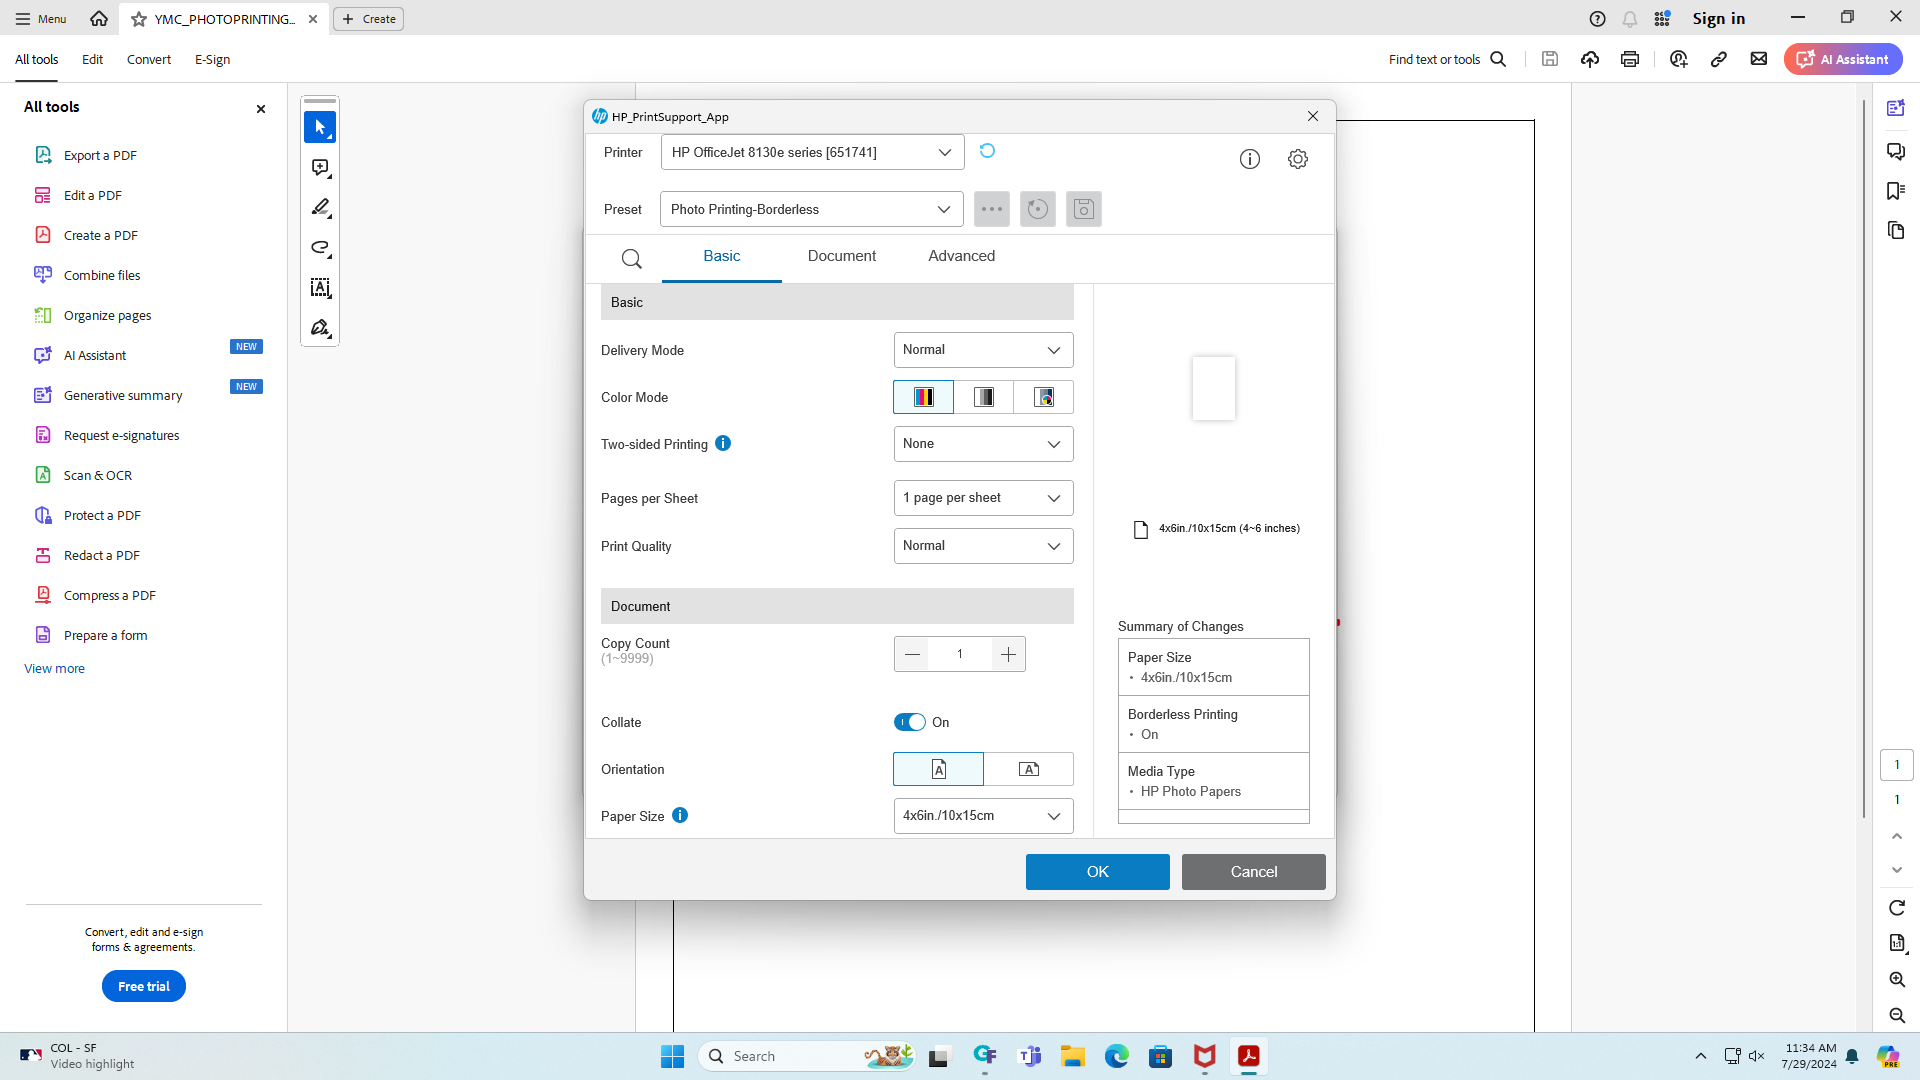 Menu
YMC_PHOTOPRINTING...
Create
Sign in
All tools
Edit
Convert
E-Sign
Find text or tools
AI Assistant
All tools
Export a PDF
Edit a PDF
Create a PDF
Combine files
Organize pages
AI Assistant
NEW
Generative summary
NEW
Request e-signatures
Scan & OCR
Protect a PDF
Redact a PDF
Compress a PDF
Prepare a form
View more
Convert, edit and e-sign
forms & agreements.
Free trial
HP_PrintSupport_App
Printer
HP OfficeJet 8130e series [651741]
Preset
Photo Printing-Borderless
Basic
Document
Advanced
Basic
Delivery Mode
Normal
Color Mode
Two-sided Printing
None
Pages per Sheet
1 page per sheet
Print Quality
Normal
Document
Copy Count
(1~9999)
1
Collate
On
Orientation
Paper Size
4x6in./10x15cm
4x6in./10x15cm (4~6 inches)
Summary of Changes
Paper Size
• 4x6in./10x15cm
Borderless Printing
• On
Media Type
• HP Photo Papers
OK
Cancel
1
1
COL - SF
Video highlight
Search
11:34 AM
7/29/2024